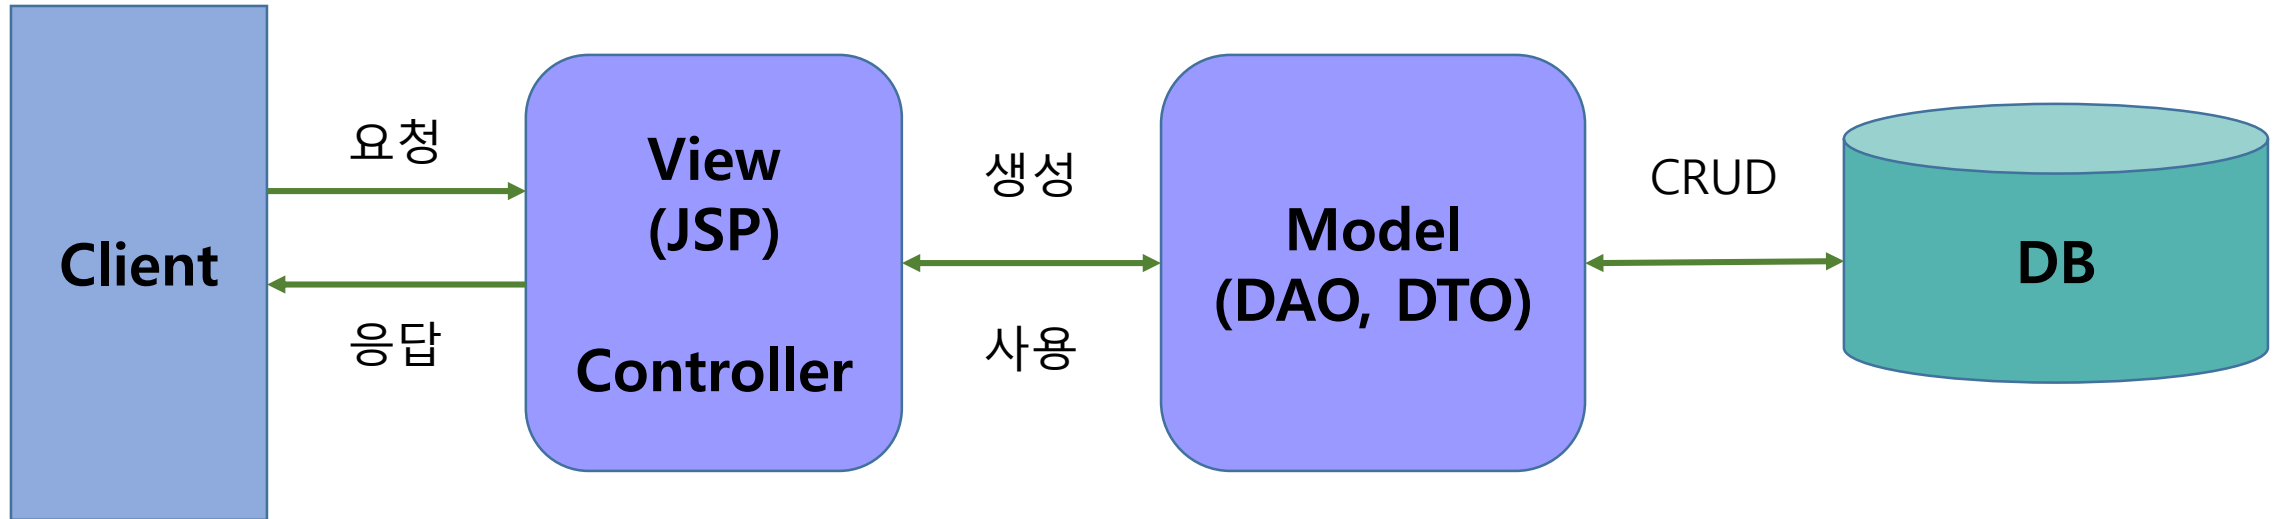 Client
요청
응답
View
(JSP)
Controller
생성
사용
Model
(DAO, DTO)
CRUD
DB